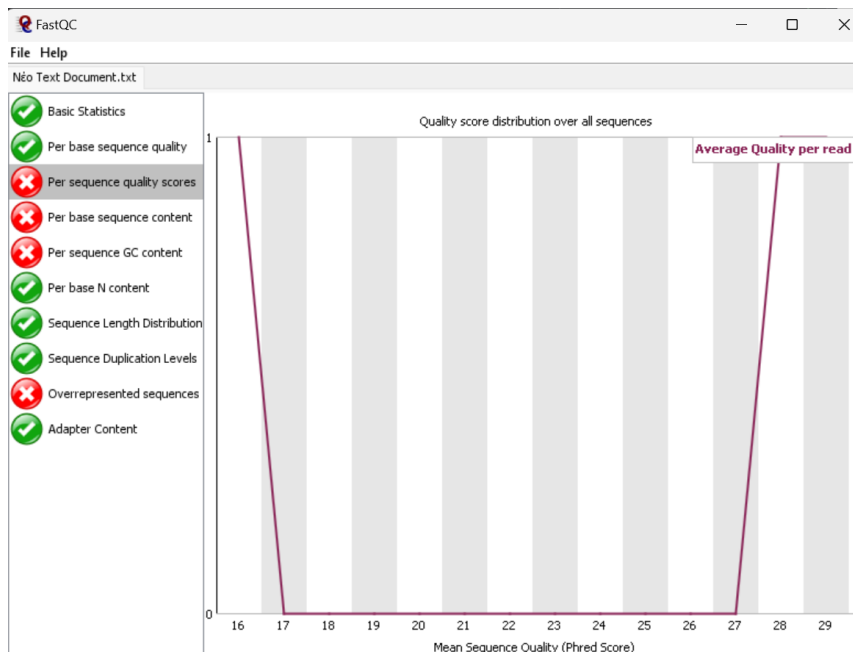 FastQC
File Help
Νέο Text Document.txt
Basic Statistics
Per base sequence quality
Per sequence quality scores
Per base sequence content
Per sequence GC content
Per base N content
Sequence Length Distribution
Sequence Duplication Levels
Overrepresented sequences
Adapter Content
Quality score distribution over all sequences
Average Quality per read
1
0
16 17 18 19 20 21 22 23 24 25 26 27 28 29
Mean Sequence Quality (Phred Score)